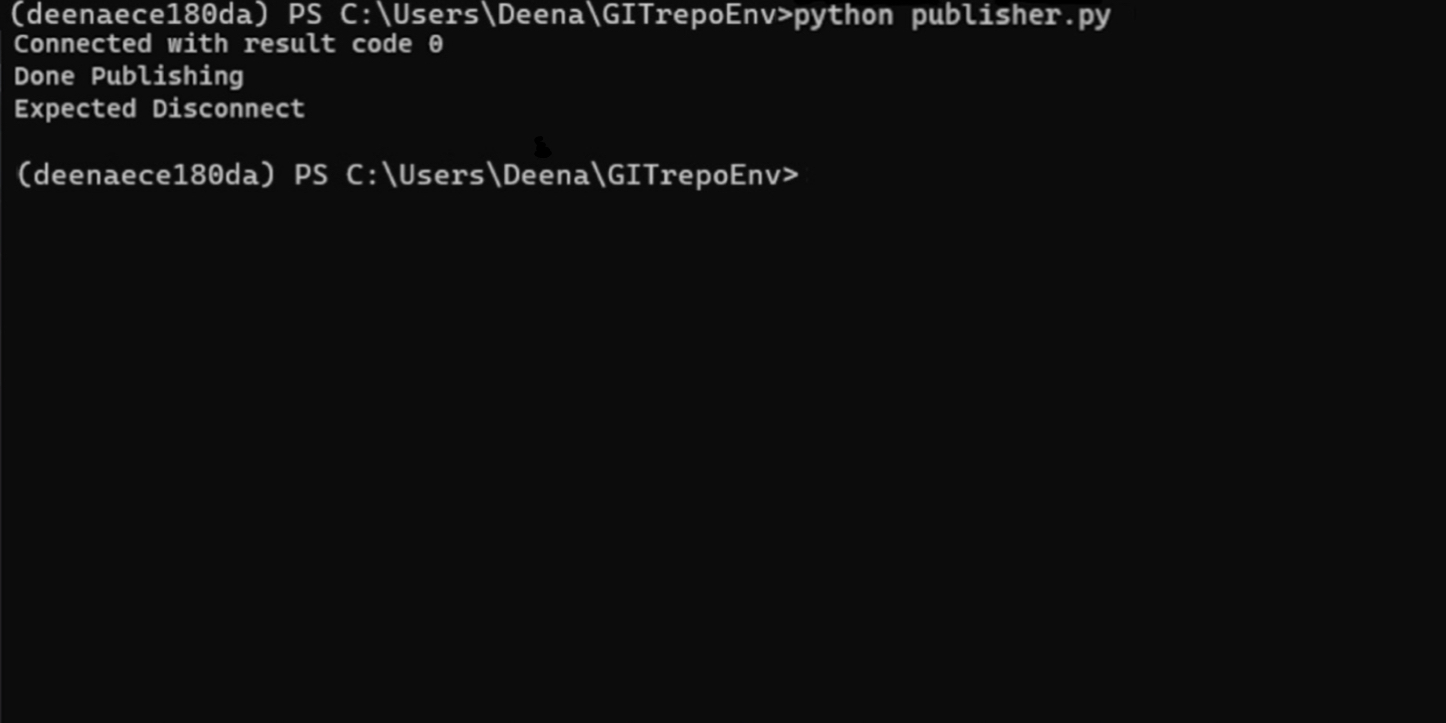 (deenaece180da) PS C:\Users\Deena\GITrepoEnv>python publisher.py
Connected with result code 0
Done Publishing
Expected Disconnect
(deenaece180da) PS C:\Users\Deena\GITrepoEnv>